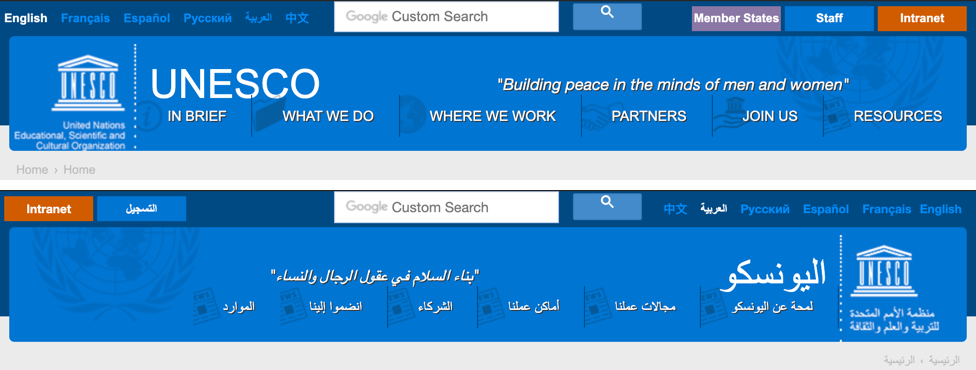 English Français Español Русский العربية 中文 Google Custom Search Member States Staff Intranet
UNESCO
United Nations
Educational, Scientific and
Cultural Organization
UNESCO
"Building peace in the minds of men and women"
IN BRIEF WHAT WE DO WHERE WE WORK PARTNERS JOIN US RESOURCES
Home › Home
Intranet التسجيل Google Custom Search 中文 العربية Русский Español Français English
UNESCO
منظمة الأمم المتحدة
للتربية والعلم والثقافة
اليونسكو
"بناء السلام في عقول الرجال والنساء"
لمحة عن اليونسكو مجالات عملنا أماكن عملنا الشركاء انضموا إلينا الموارد
الرئيسية › الرئيسية